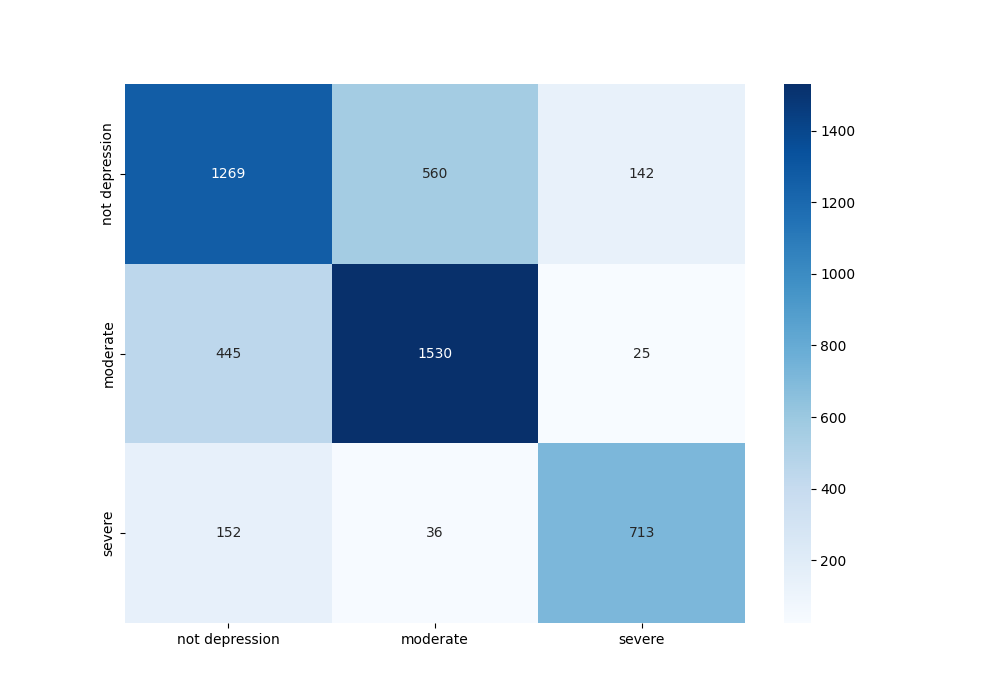 not depression
1269
560
142
moderate
445
1530
25
severe
152
36
713
not depression
moderate
severe
1400
1200
1000
800
600
400
200